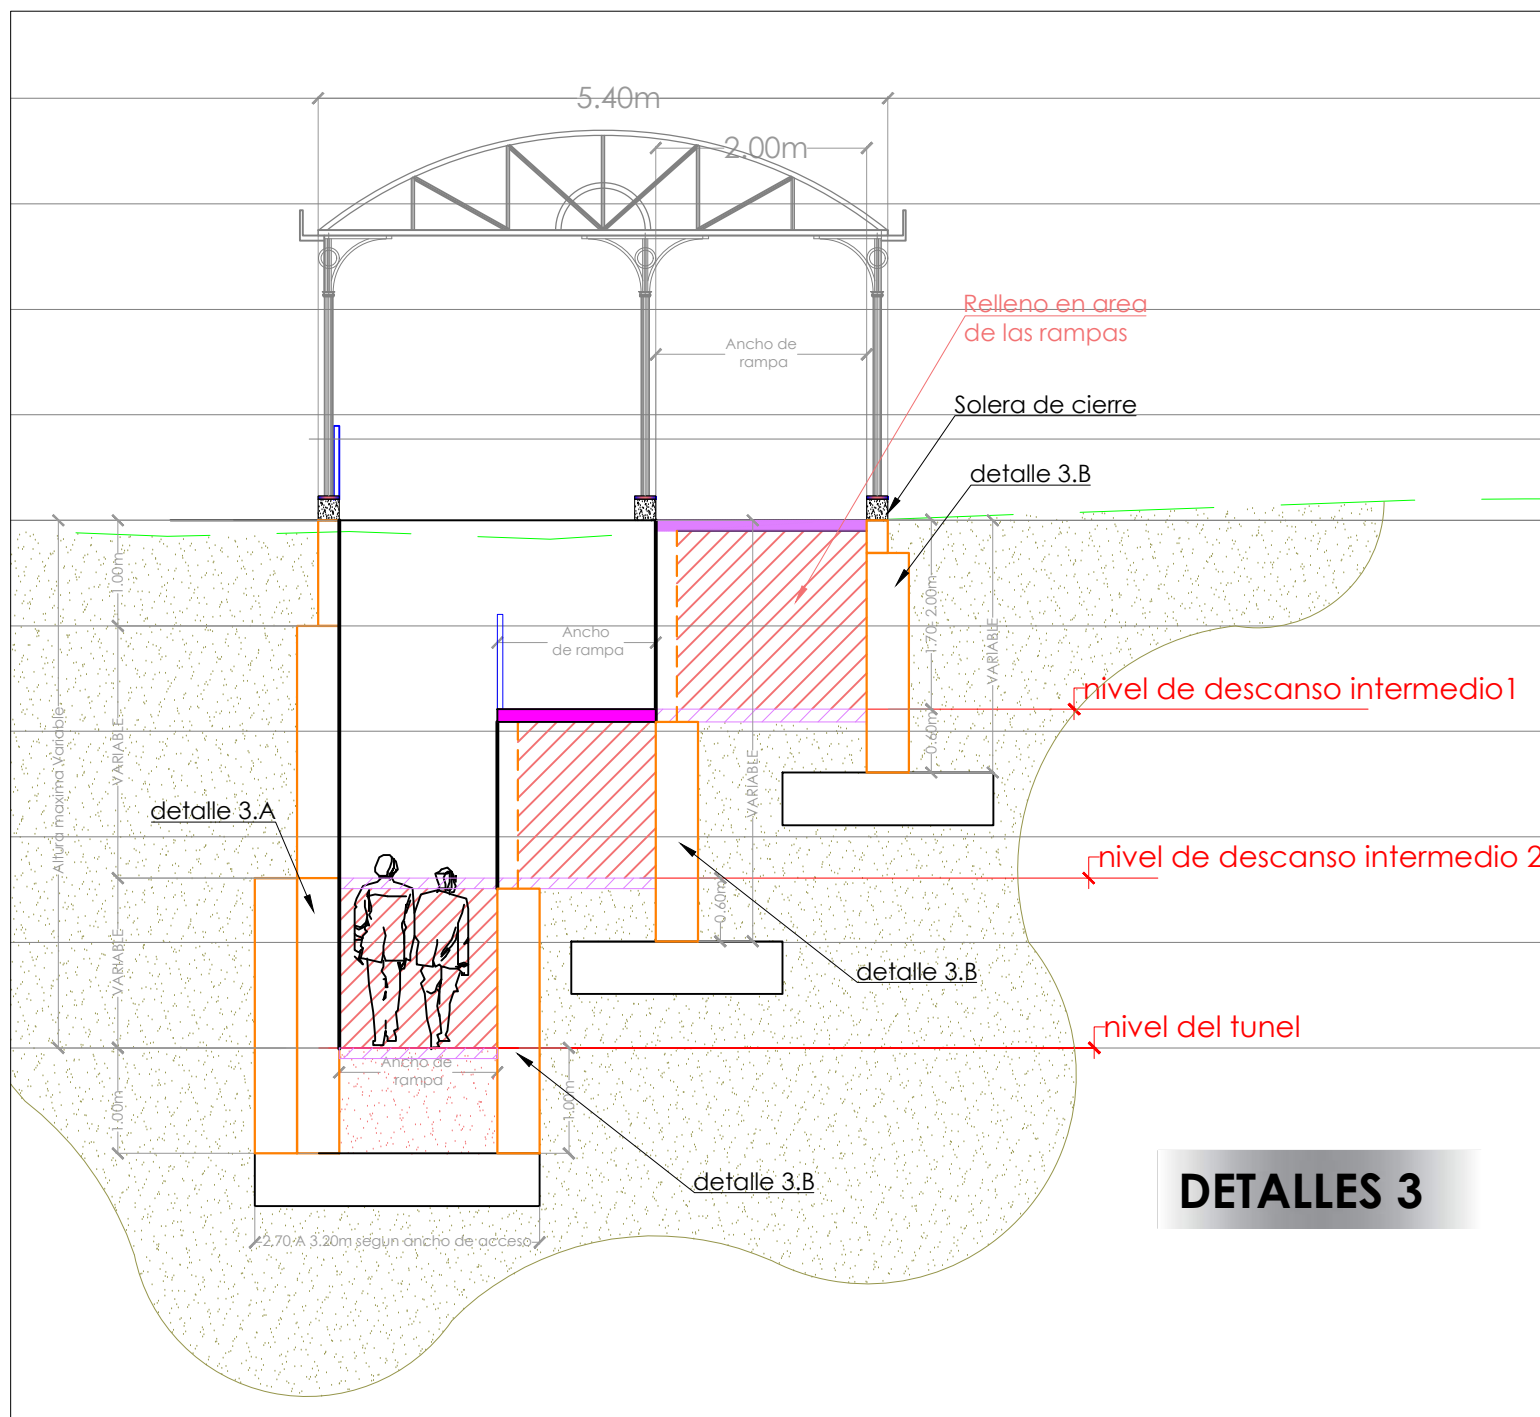 5.40m
2.00m
Relleno en area
de las rampas
Ancho de
rampa
Solera de cierre
detalle 3.B
1.00m
1.70, 2.00m
VARIABLE
Ancho
de rampa
nivel de descanso intermedio1
Altura maxima Variable
VARIABLE
0.60m
VARIABLE
detalle 3.A
nivel de descanso intermedio 2
0.60m
VARIABLE
detalle 3.B
nivel del tunel
Ancho de
rampa
1.00m
1.00m
detalle 3.B
DETALLES 3
2.70 A 3.20m segun ancho de acceso